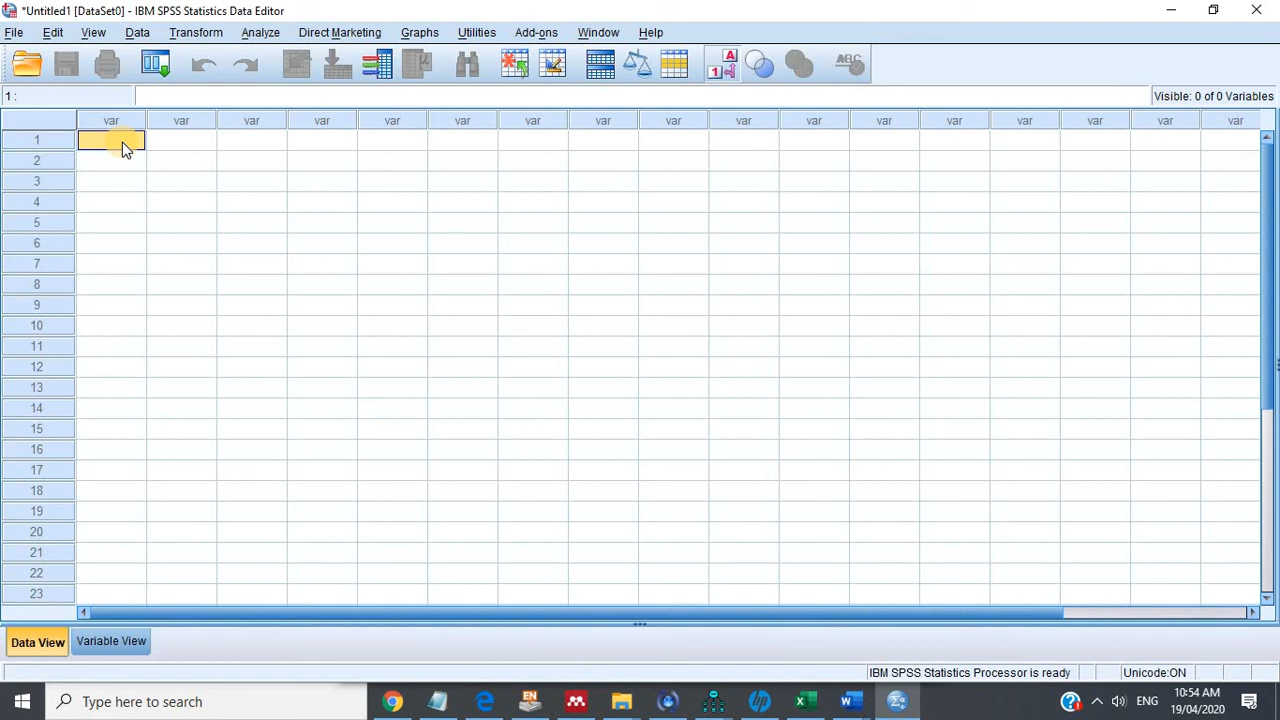 *Untitled1 [DataSet0] - IBM SPSS Statistics Data Editor
File Edit View Data Transform Analyze Direct Marketing Graphs Utilities Add-ons Window Help
A
1
ABC
1 : Visible: 0 of 0 Variables
var var var var var var var var var var var var var var var var var
1
2
3
4
5
6
7
8
9
10
11
12
13
14
15
16
17
18
19
20
21
22
23
Data View Variable View
IBM SPSS Statistics Processor is ready Unicode:ON
Type here to search EN ENG 10:54 AM
19/04/2020